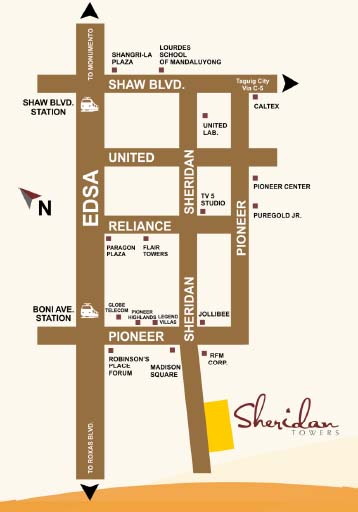 TO MONUMENTO
SHANGRI-LA
PLAZA
LOURDES
SCHOOL
OF MANDALUYONG
SHAW BLVD.
Taguig City
Via C-5
SHAW BLVD.
STATION
CALTEX
UNITED
LAB.
UNITED
SHERIDAN
EDSA
PIONEER CENTER
TV 5
STUDIO
PUREGOLD JR.
N
RELIANCE
PIONEER
PARAGON
PLAZA
FLAIR
TOWERS
SHERIDAN
BONI AVE.
STATION
GLOBE
TELECOM
PIONEER
HIGHLANDS
LEGEND
VILLAS
JOLLIBEE
PIONEER
ROBINSON'S
PLACE
FORUM
MADISON
SQUARE
RFM
CORP.
Sheridan
TOWERS
TO ROXAS BLVD.